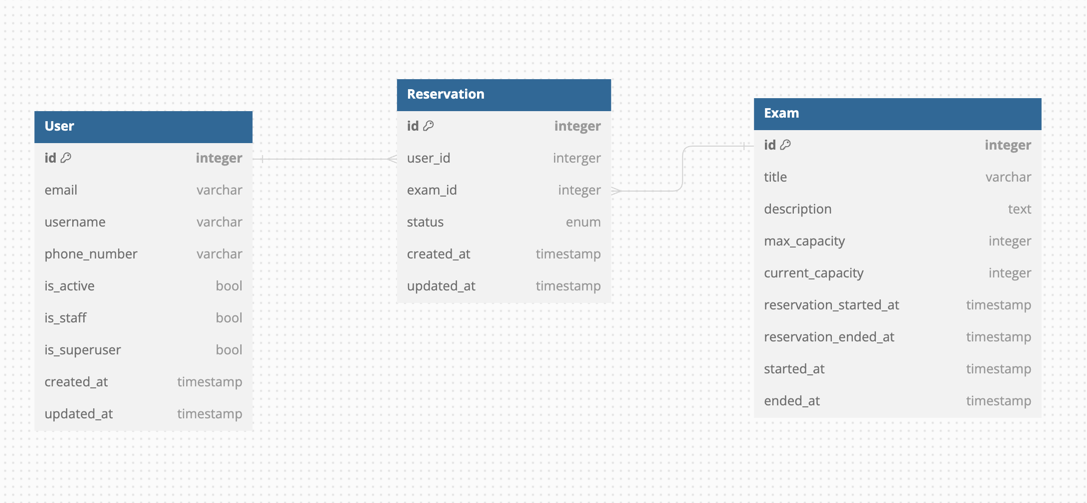 User
id integer
email varchar
username varchar
phone_number varchar
is_active bool
is_staff bool
is_superuser bool
created_at timestamp
updated_at timestamp
Reservation
id integer
user_id interger
exam_id integer
status enum
created_at timestamp
updated_at timestamp
Exam
id integer
title varchar
description text
max_capacity integer
current_capacity integer
reservation_started_at timestamp
reservation_ended_at timestamp
started_at timestamp
ended_at timestamp